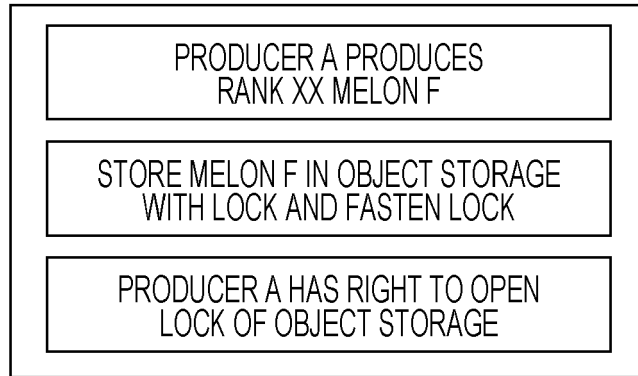 PRODUCER A PRODUCES
RANK XX MELON F
STORE MELON F IN OBJECT STORAGE
WITH LOCK AND FASTEN LOCK
PRODUCER A HAS RIGHT TO OPEN
LOCK OF OBJECT STORAGE